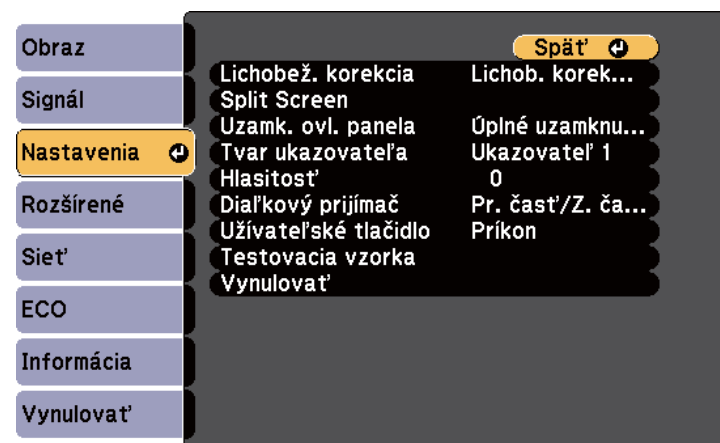 Obraz
Signál
Nastavenia
Rozšírené
Sieť
ECO
Informácia
Vynulovať
Späť
Lichobež. korekcia Lichob. korek...
Split Screen
Uzamk. ovl. panela Úplné uzamknu...
Tvar ukazovateľa Ukazovateľ 1
Hlasitosť 0
Diaľkový prijímač Pr. časť/Z. ča...
Užívateľské tlačidlo Príkon
Testovacia vzorka
Vynulovať